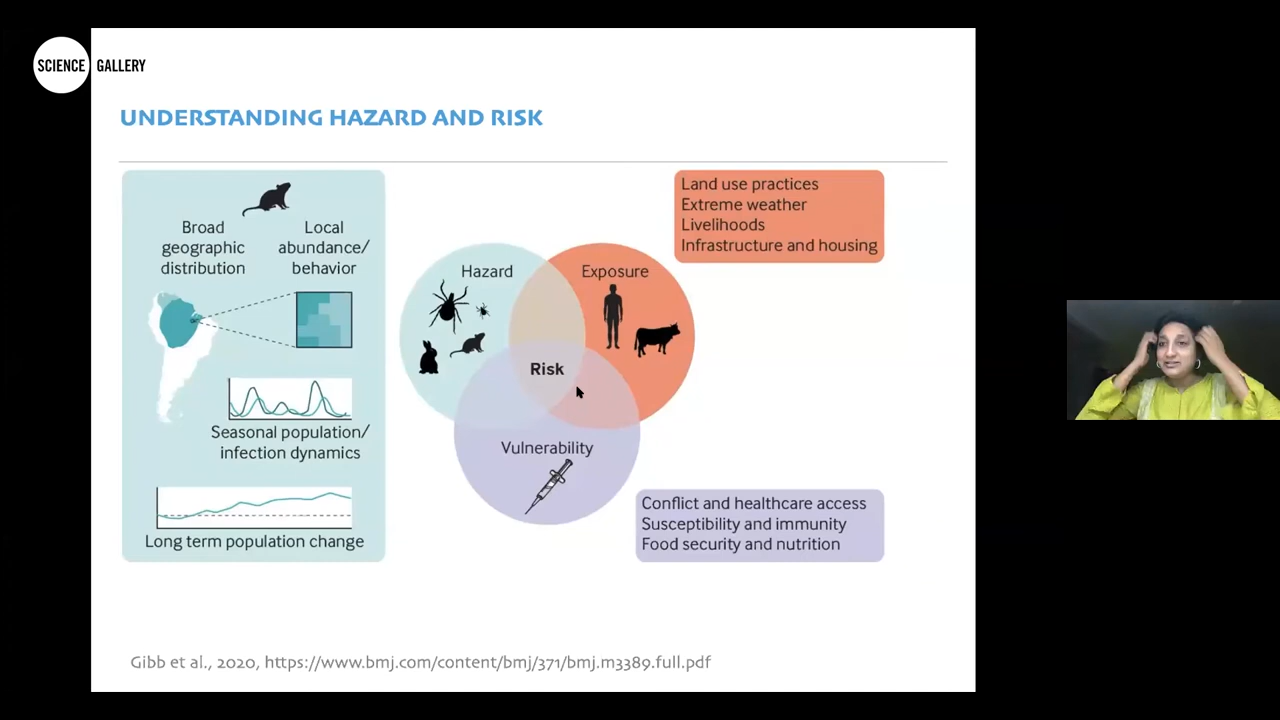 SCIENCE GALLERY
UNDERSTANDING HAZARD AND RISK
Broad
geographic
distribution
Local
abundance/
behavior
Seasonal population/
infection dynamics
Long term population change
Hazard
Exposure
Risk
Vulnerability
Land use practices
Extreme weather
Livelihoods
Infrastructure and housing
Conflict and healthcare access
Susceptibility and immunity
Food security and nutrition
Gibb et al., 2020, https://www.bmj.com/content/bmj/371/bmj.m3389.full.pdf